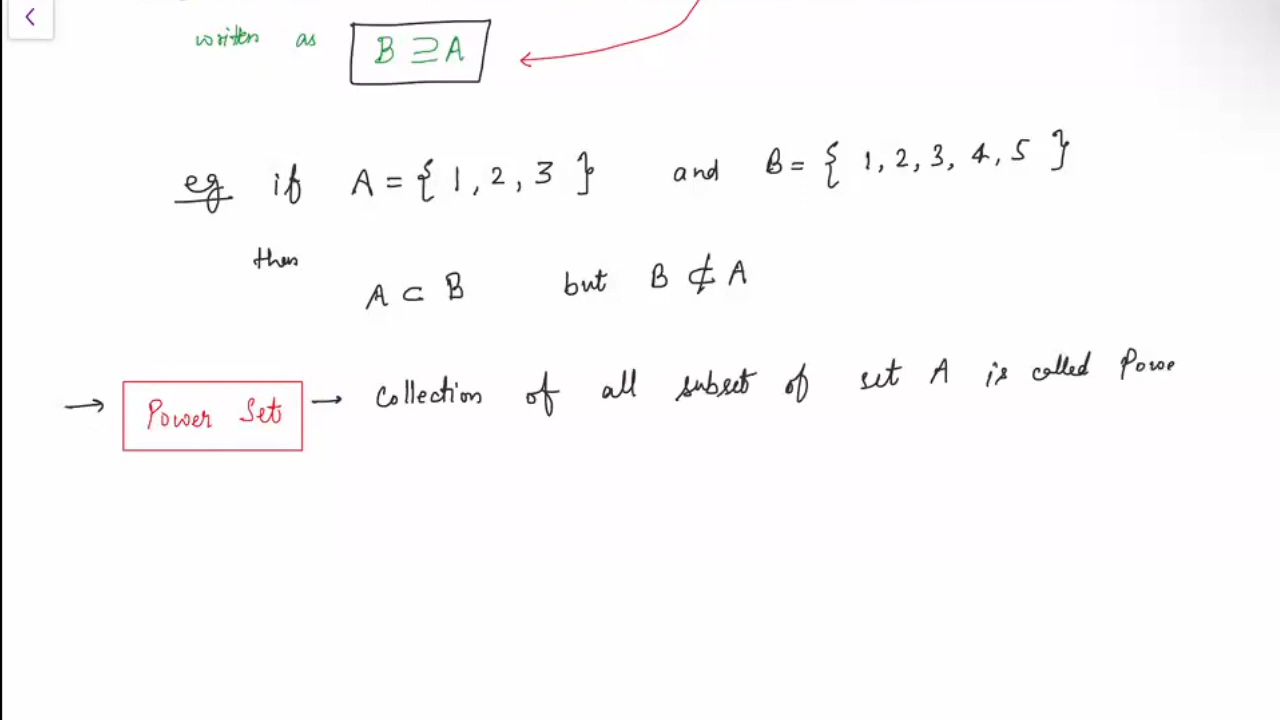 written as B ⊇ A
eg if A = { 1, 2, 3 } and B = { 1, 2, 3, 4, 5 }
then
A ⊂ B but B ⊄ A
→ Power Set → Collection of all subset of set A is called Powe